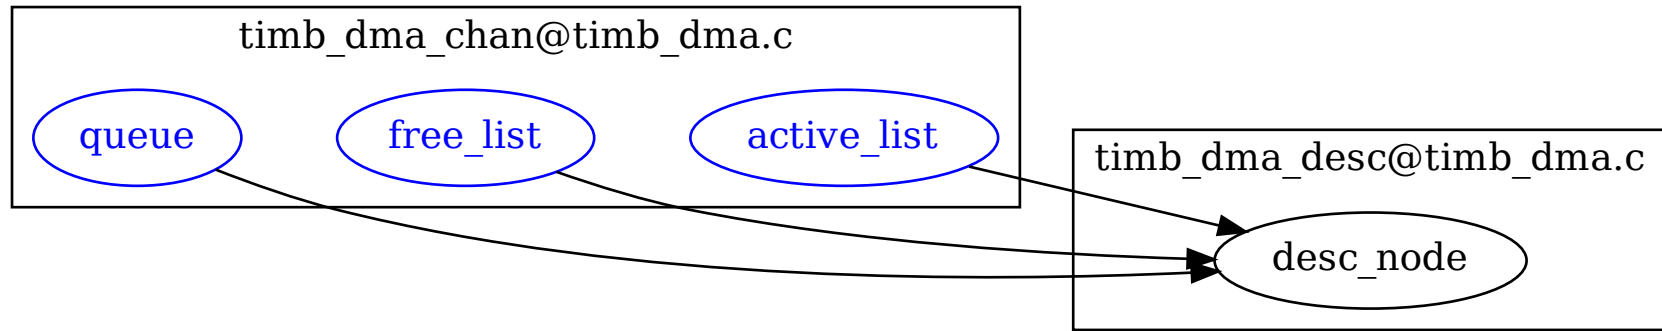 timb_dma_chan@timb_dma.c
queue
free_list
active_list
timb_dma_desc@timb_dma.c
desc_node